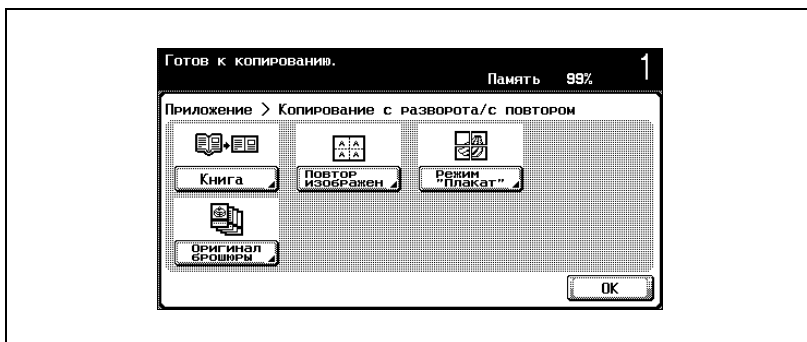 Готов к копированию.
Память 99% 1
Приложение > Копирование с разворота/с повтором
Книга
Повтор
изображен
Режим
"Плакат"
Оригинал
брошюры
OK